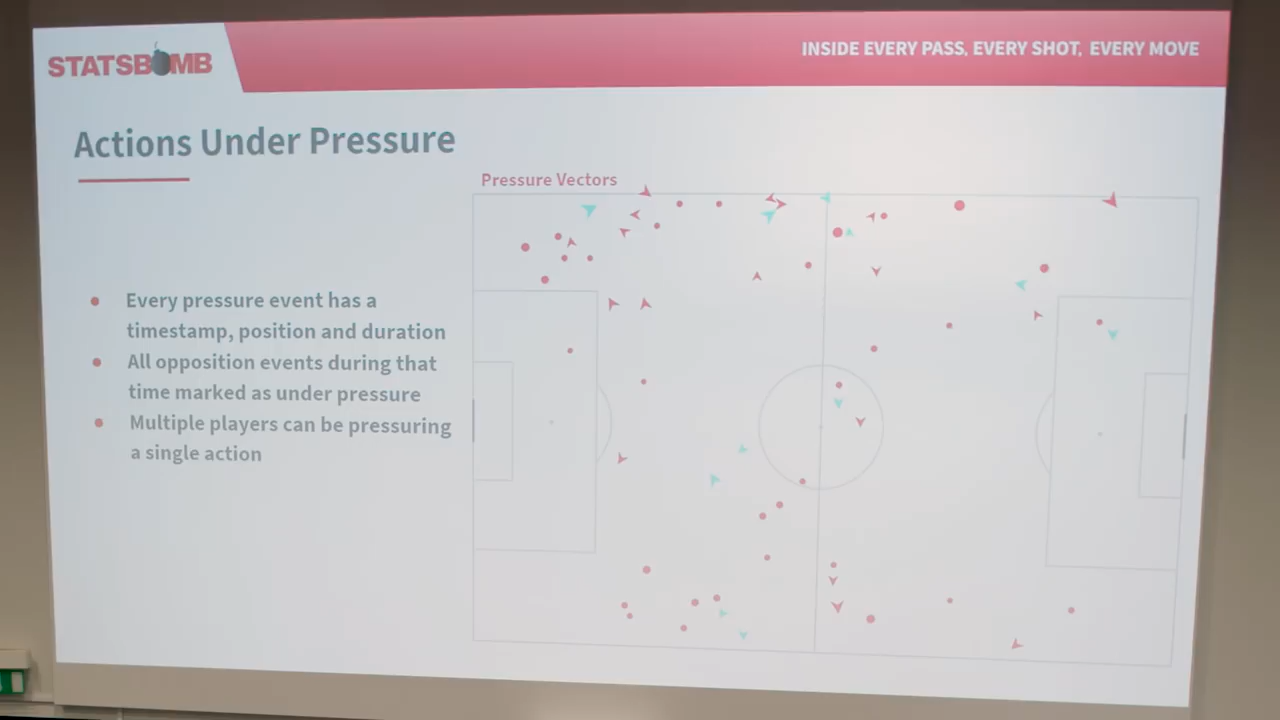 STATSBOMB
INSIDE EVERY PASS, EVERY SHOT, EVERY MOVE
Actions Under Pressure
Pressure Vectors
Every pressure event has a
timestamp, position and duration
All opposition events during that
time marked as under pressure
Multiple players can be pressuring
a single action